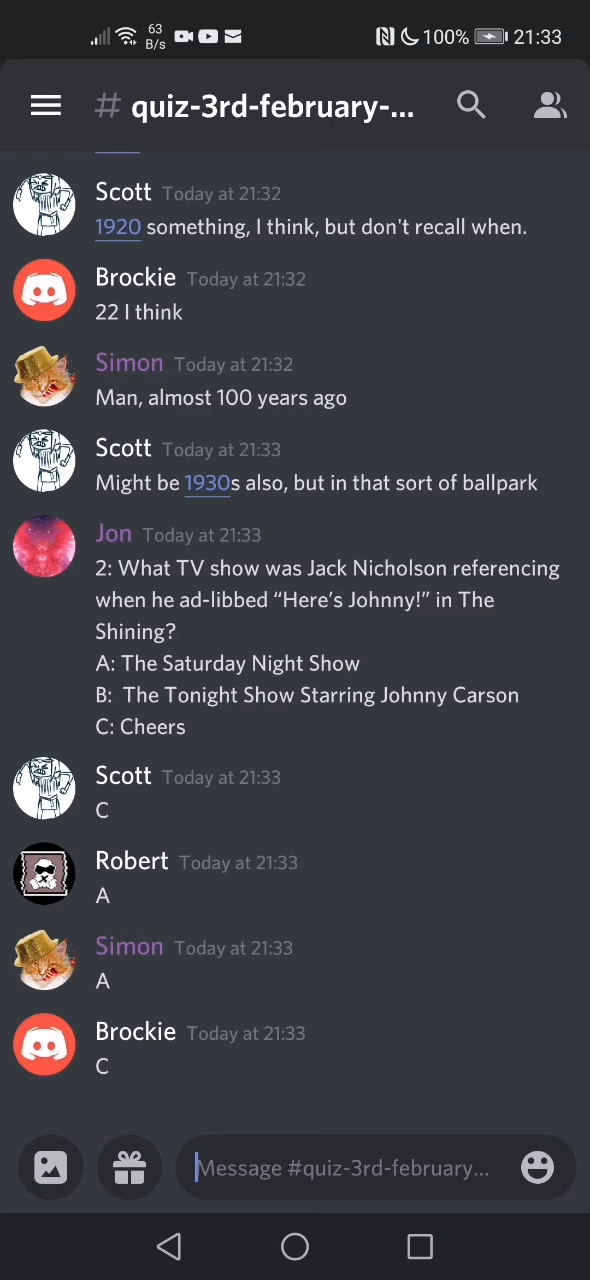 63 B/s 100% 21:33
# quiz-3rd-february-...
Scott Today at 21:32
1920 something, I think, but don't recall when.
Brockie Today at 21:32
22 I think
Simon Today at 21:32
Man, almost 100 years ago
Scott Today at 21:33
Might be 1930s also, but in that sort of ballpark
Jon Today at 21:33
2: What TV show was Jack Nicholson referencing
when he ad-libbed “Here’s Johnny!” in The
Shining?
A: The Saturday Night Show
B:  The Tonight Show Starring Johnny Carson
C: Cheers
Scott Today at 21:33
C
Robert Today at 21:33
A
Simon Today at 21:33
A
Brockie Today at 21:33
C
Message #quiz-3rd-february...